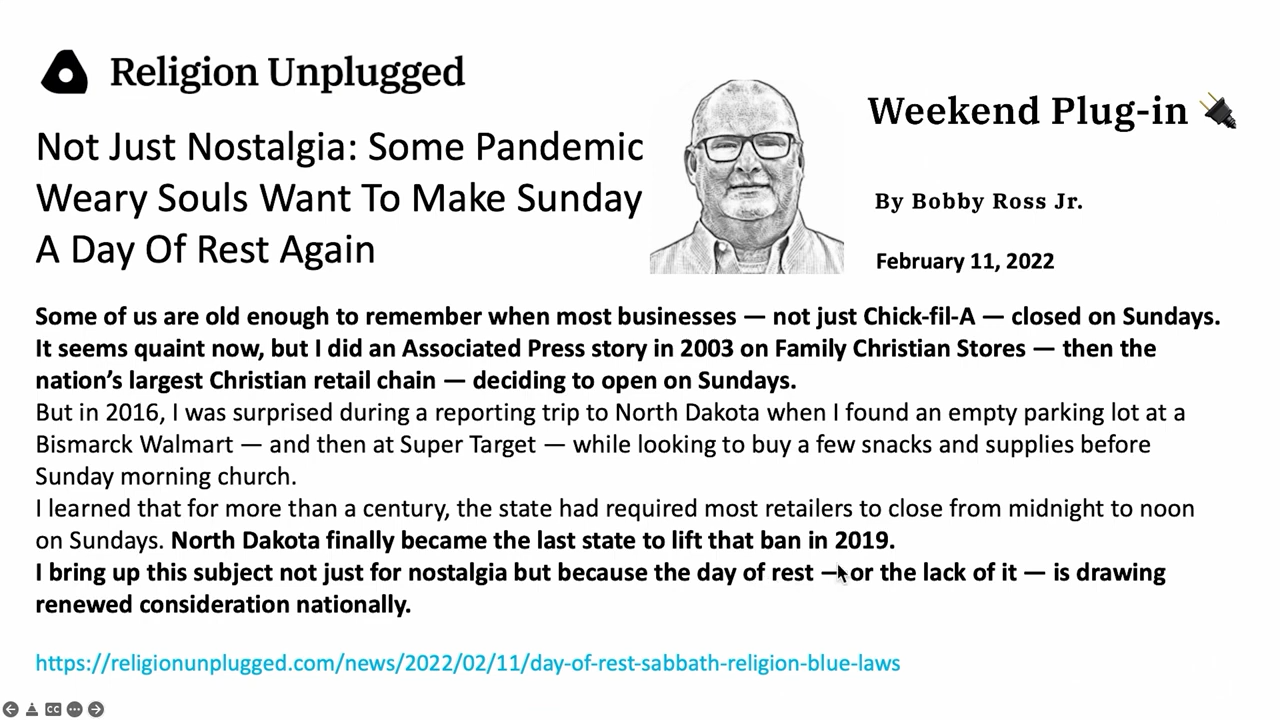 Religion Unplugged
Not Just Nostalgia: Some Pandemic
Weary Souls Want To Make Sunday
A Day Of Rest Again
Weekend Plug-in
By Bobby Ross Jr.
February 11, 2022
Some of us are old enough to remember when most businesses — not just Chick-fil-A — closed on Sundays.
It seems quaint now, but I did an Associated Press story in 2003 on Family Christian Stores — then the
nation’s largest Christian retail chain — deciding to open on Sundays.
But in 2016, I was surprised during a reporting trip to North Dakota when I found an empty parking lot at a
Bismarck Walmart — and then at Super Target — while looking to buy a few snacks and supplies before
Sunday morning church.
I learned that for more than a century, the state had required most retailers to close from midnight to noon
on Sundays. North Dakota finally became the last state to lift that ban in 2019.
I bring up this subject not just for nostalgia but because the day of rest — or the lack of it — is drawing
renewed consideration nationally.
https://religionunplugged.com/news/2022/02/11/day-of-rest-sabbath-religion-blue-laws
CC